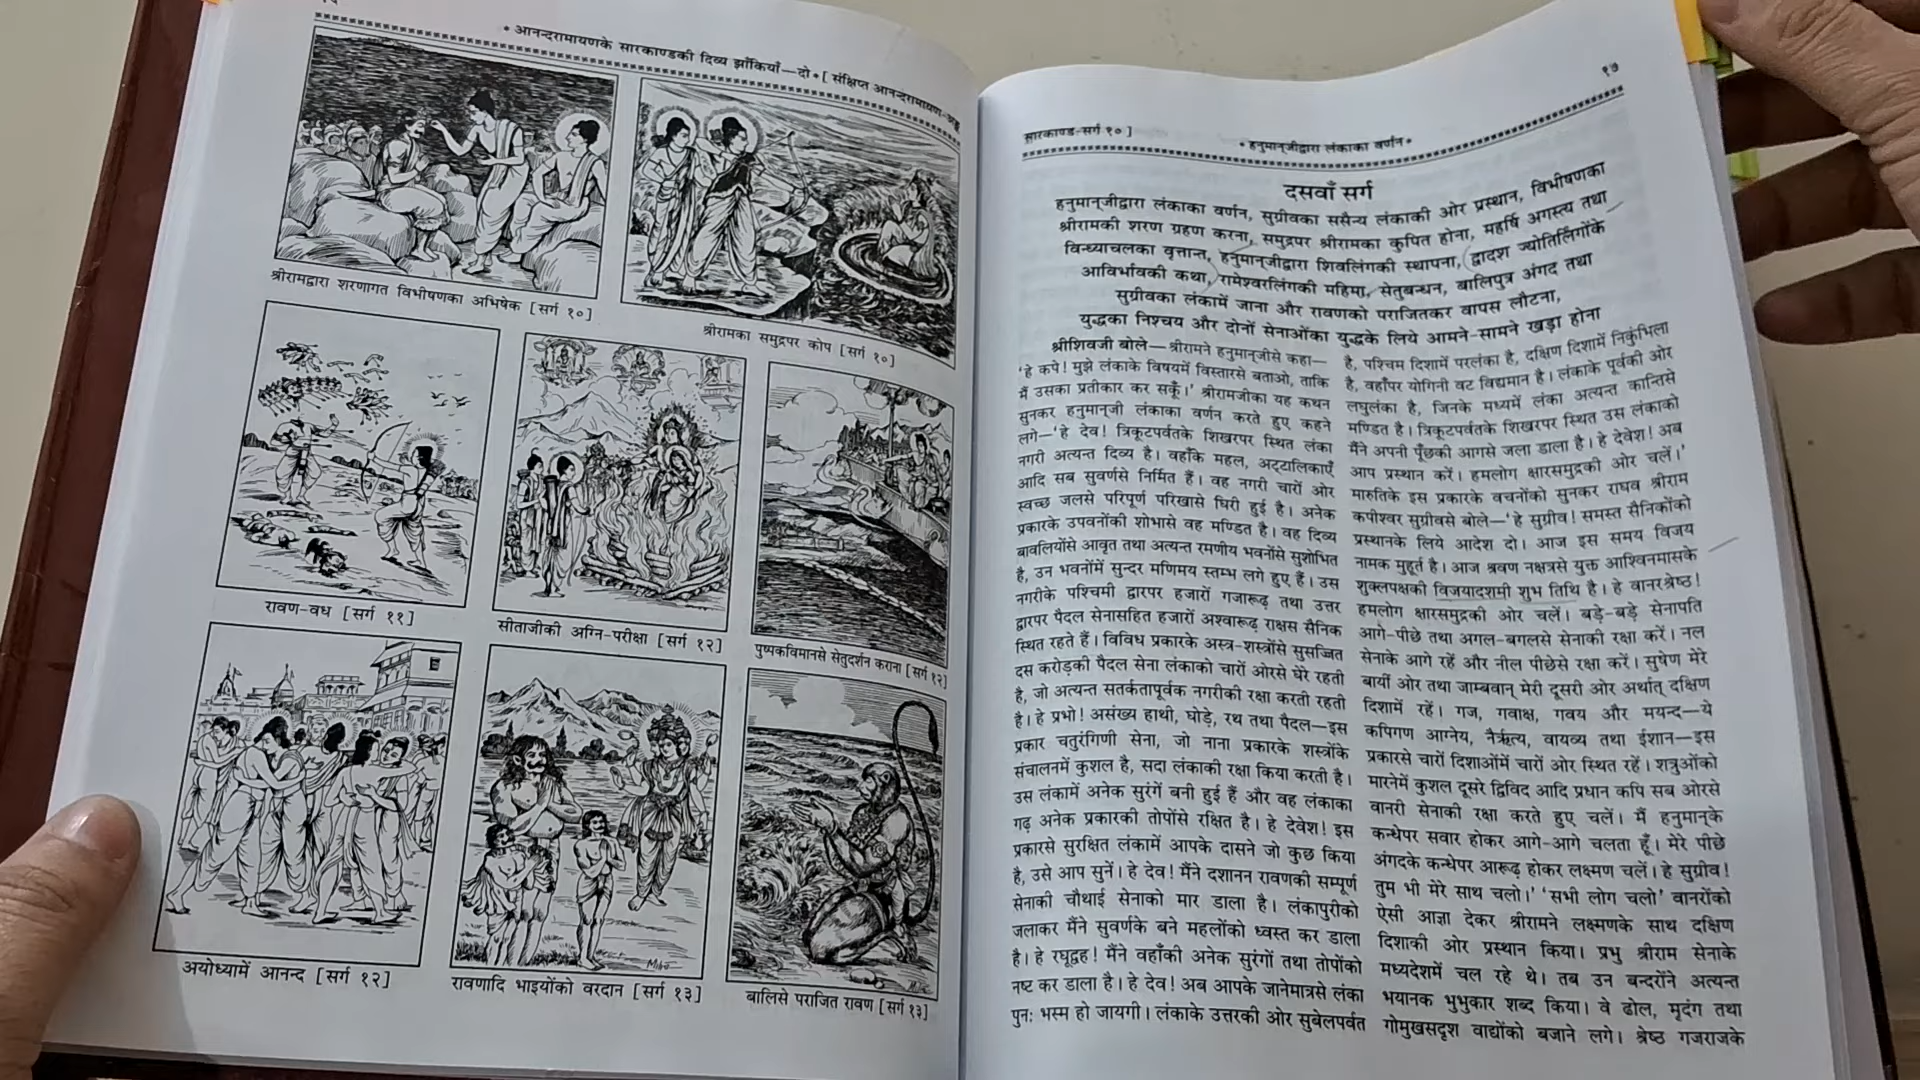 * आनन्दरामायणके सारकाण्डकी दिव्य झाँकियाँ—दो * [ संक्षिप्त आनन्दरामायण-अङ्क
श्रीरामद्वारा शरणागत विभीषणका अभिषेक [सर्ग १०]
श्रीरामका समुद्रपर कोप [सर्ग १०]
रावण-वध [सर्ग ११]
सीताजीकी अग्नि-परीक्षा [सर्ग १२]
पुष्पकविमानसे सेतुदर्शन कराना [सर्ग १२]
अयोध्यामें आनन्द [सर्ग १२]
रावणादि भाइयोंको वरदान [सर्ग १३]
बालिसे पराजित रावण [सर्ग १३]
१७
सारकाण्ड-सर्ग १० ]
* हनुमान्‌जीद्वारा लंकाका वर्णन *
दसवाँ सर्ग
हनुमान्‌जीद्वारा लंकाका वर्णन, सुग्रीवका ससैन्य लंकाकी ओर प्रस्थान, विभीषणका
श्रीरामकी शरण ग्रहण करना, समुद्रपर श्रीरामका कुपित होना, महर्षि अगस्त्य तथा
विन्ध्याचलका वृत्तान्त, हनुमान्‌जीद्वारा शिवलिंगकी स्थापना, द्वादश ज्योतिर्लिंगोंके
आविर्भावकी कथा, रामेश्वरलिंगकी महिमा, सेतुबन्धन, बालिपुत्र अंगद तथा
सुग्रीवका लंकामें जाना और रावणको पराजितकर वापस लौटना,
युद्धका निश्चय और दोनों सेनाओंका युद्धके लिये आमने-सामने खड़ा होना
श्रीशिवजी बोले—श्रीरामने हनुमान्‌जीसे कहा—
'हे कपे! मुझे लंकाके विषयमें विस्तारसे बताओ, ताकि
मैं उसका प्रतीकार कर सकूँ।' श्रीरामजीका यह कथन
सुनकर हनुमान्‌जी लंकाका वर्णन करते हुए कहने
लगे—'हे देव! त्रिकूटपर्वतके शिखरपर स्थित लंका
नगरी अत्यन्त दिव्य है। वहाँके महल, अट्टालिकाएँ
आदि सब सुवर्णसे निर्मित हैं। वह नगरी चारों ओर
स्वच्छ जलसे परिपूर्ण परिखासे घिरी हुई है। अनेक
प्रकारके उपवनोंकी शोभासे वह मण्डित है। वह दिव्य
बावलियोंसे आवृत तथा अत्यन्त रमणीय भवनोंसे सुशोभित
है, उन भवनोंमें सुन्दर मणिमय स्तम्भ लगे हुए हैं। उस
नगरीके पश्चिमी द्वारपर हजारों गजारूढ़ तथा उत्तर
द्वारपर पैदल सेनासहित हजारों अश्वारूढ़ राक्षस सैनिक
स्थित रहते हैं। विविध प्रकारके अस्त्र-शस्त्रोंसे सुसज्जित
दस करोड़की पैदल सेना लंकाको चारों ओरसे घेरे रहती
है, जो अत्यन्त सतर्कतापूर्वक नगरीकी रक्षा करती रहती
है। हे प्रभो! असंख्य हाथी, घोड़े, रथ तथा पैदल—इस
प्रकार चतुरंगिणी सेना, जो नाना प्रकारके शस्त्रोंके
संचालनमें कुशल है, सदा लंकाकी रक्षा किया करती है।
उस लंकामें अनेक सुरंगें बनी हुई हैं और वह लंकाका
गढ़ अनेक प्रकारकी तोपोंसे रक्षित है। हे देवेश! इस
प्रकारसे सुरक्षित लंकामें आपके दासने जो कुछ किया
है, उसे आप सुनें। हे देव! मैंने दशानन रावणकी सम्पूर्ण
सेनाकी चौथाई सेनाको मार डाला है। लंकापुरीको
जलाकर मैंने सुवर्णके बने महलोंको ध्वस्त कर डाला
है। हे रघूद्वह! मैंने वहाँकी अनेक सुरंगों तथा तोपोंको
नष्ट कर डाला है। हे देव! अब आपके जानेमात्रसे लंका
पुनः भस्म हो जायगी। लंकाके उत्तरकी ओर सुबेलपर्वत
है, पश्चिम दिशामें परलंका है, दक्षिण दिशामें निकुंभिला
है, वहाँपर योगिनी वट विद्यमान है। लंकाके पूर्वकी ओर
लघुलंका है, जिनके मध्यमें लंका अत्यन्त कान्तिसे
मण्डित है। त्रिकूटपर्वतके शिखरपर स्थित उस लंकाको
मैंने अपनी पूँछकी आगसे जला डाला है। हे देवेश! अब
आप प्रस्थान करें। हमलोग क्षारसमुद्रकी ओर चलें।'
मारुतिके इस प्रकारके वचनोंको सुनकर राघव श्रीराम
कपीश्वर सुग्रीवसे बोले—'हे सुग्रीव! समस्त सैनिकोंको
प्रस्थानके लिये आदेश दो। आज इस समय विजय
नामक मुहूर्त है। आज श्रवण नक्षत्रसे युक्त आश्विनमासके
शुक्लपक्षकी विजयादशमी शुभ तिथि है। हे वानरश्रेष्ठ!
हमलोग क्षारसमुद्रकी ओर चलें। बड़े-बड़े सेनापति
आगे-पीछे तथा अगल-बगलसे सेनाकी रक्षा करें। नल
सेनाके आगे रहें और नील पीछेसे रक्षा करें। सुषेण मेरे
बायीं ओर तथा जाम्बवान् मेरी दूसरी ओर अर्थात् दक्षिण
दिशामें रहें। गज, गवाक्ष, गवय और मयन्द—ये
कपिगण आग्नेय, नैर्ऋत्य, वायव्य तथा ईशान—इस
प्रकारसे चारों दिशाओंमें चारों ओर स्थित रहें। शत्रुओंको
मारनेमें कुशल दूसरे द्विविद आदि प्रधान कपि सब ओरसे
वानरी सेनाकी रक्षा करते हुए चलें। मैं हनुमान्‌के
कन्धेपर सवार होकर आगे-आगे चलता हूँ। मेरे पीछे
अंगदके कन्धेपर आरूढ़ होकर लक्ष्मण चलें। हे सुग्रीव!
तुम भी मेरे साथ चलो।' 'सभी लोग चलो' वानरोंको
ऐसी आज्ञा देकर श्रीरामने लक्ष्मणके साथ दक्षिण
दिशाकी ओर प्रस्थान किया। प्रभु श्रीराम सेनाके
मध्यदेशमें चल रहे थे। तब उन बन्दरोंने अत्यन्त
भयानक भुभुकार शब्द किया। वे ढोल, मृदंग तथा
गोमुखसदृश वाद्योंको बजाने लगे। श्रेष्ठ गजराजके